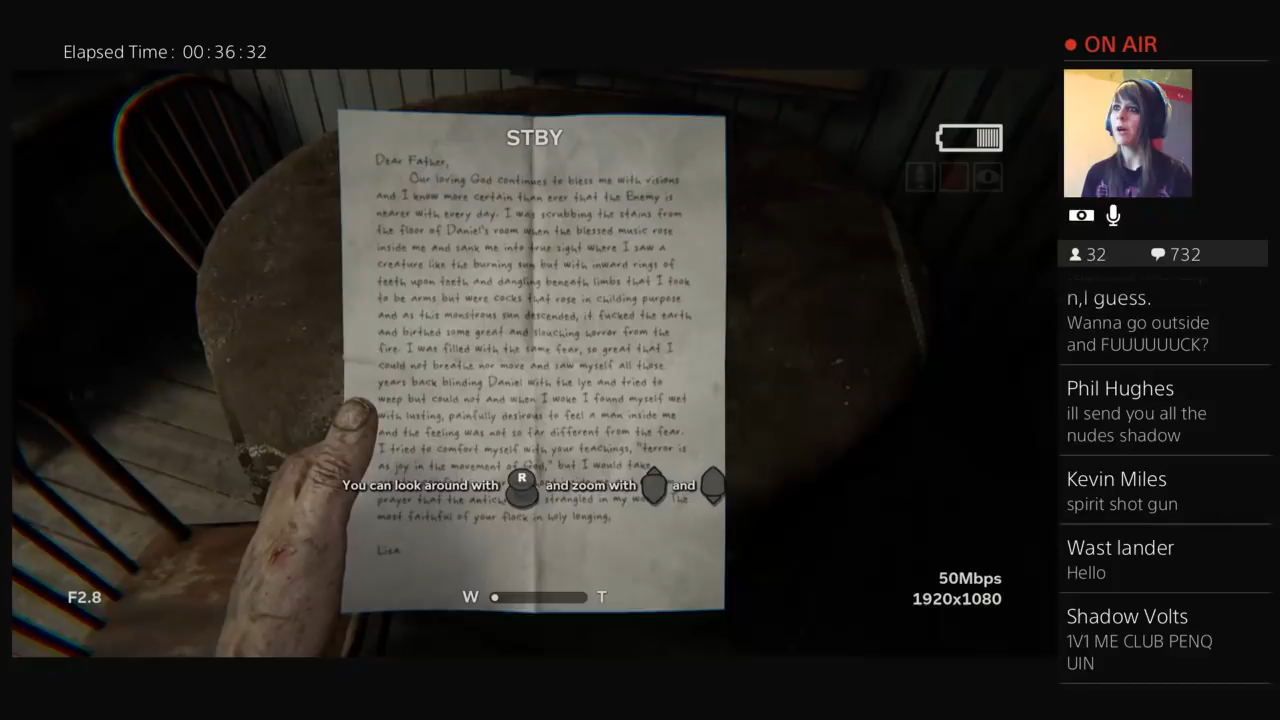 Elapsed Time: 00:36:32
ON AIR
STBY
Dear Father,
Our loving God continues to bless me with visions
and I know more certain than ever that the Enemy is
nearer with every day. I was scrubbing the stains from
the floor of Daniel's room when the blessed music rose
inside me and sank me into true sight where I saw a
creature like the burning sun but with inward rings of
teeth upon teeth and dangling beneath limbs that I took
to be arms but were cocks that rose in childing purpose
and as this monstrous sun descended, it fucked the earth
and birthed some great and slouching horror from the
fire. I was filled with the same fear, so great that I
could not breathe nor move and saw myself all those
years back blinding Daniel with the lye and tried to
weep but could not and when I woke I found myself wet
with lusting, painfully desirous to feel a man inside me
and the feeling was not so far different from the fear.
I tried to comfort myself with your teachings, "terror is
as joy in the movement of God," but I would take
You can look around with R and zoom with and
prayer that the strangled in my The
most faithful of your flock in holy longing,
Lisa
F2.8
W T
50Mbps
1920x1080
32 732
n,I guess.
Wanna go outside
and FUUUUUUCK?
Phil Hughes
ill send you all the
nudes shadow
Kevin Miles
spirit shot gun
Wast lander
Hello
Shadow Volts
1V1 ME CLUB PENQ
UIN